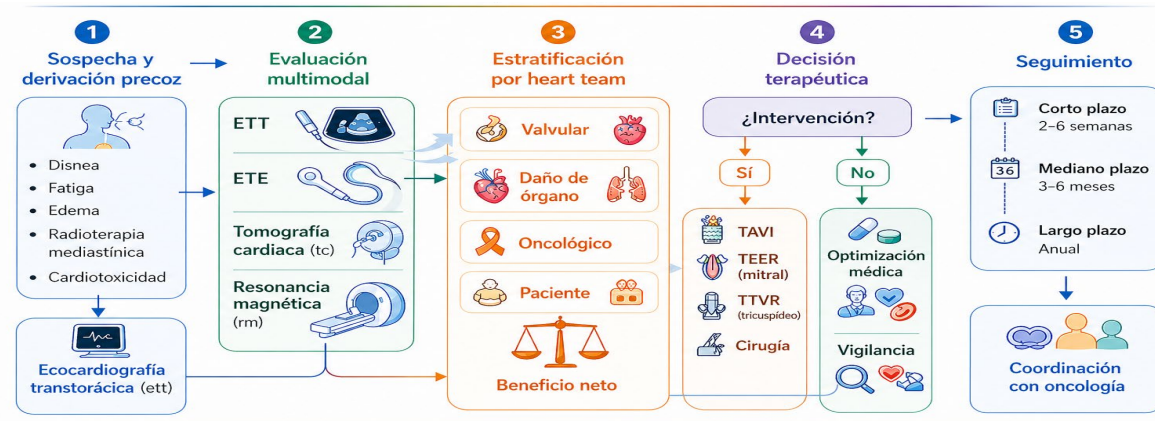 1
Sospecha y
derivación precoz
• Disnea
• Fatiga
• Edema
• Radioterapia
mediastínica
• Cardiotoxicidad
Ecocardiografía
transtorácica (ett)
2
Evaluación
multimodal
ETT
ETE
Tomografía
cardiaca (tc)
Resonancia
magnética
(rm)
3
Estratificación
por heart team
Valvular
Daño de
órgano
Oncológico
Paciente
Beneficio neto
4
Decisión
terapéutica
¿Intervención?
Sí
No
TAVI
TEER
(mitral)
TTVR
(tricuspídeo)
Cirugía
Optimización
médica
Vigilancia
5
Seguimiento
Corto plazo
2–6 semanas
36
Mediano plazo
3–6 meses
Largo plazo
Anual
Coordinación
con oncología